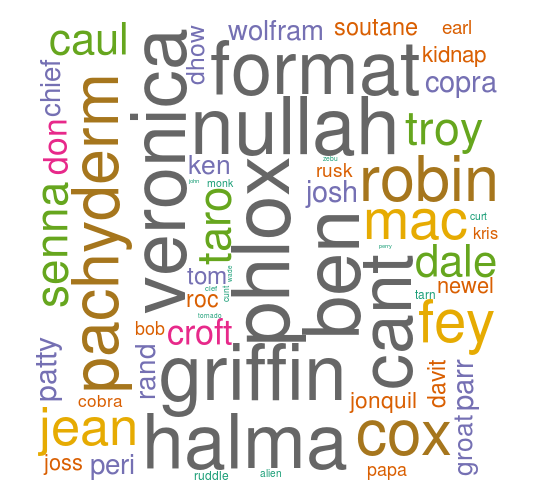 wolfram
soutane
earl
caul
dhow
format
kidnap
copra
chief
veronica
nullah
troy
don
pachyderm
ken
zebu
rusk
robin
john
monk
josh
senna
taro
phlox
ben
mac
curt
kris
tom
wade
perry
dale
clef
cunt
roc
cant
newel
tarn
tornado
fey
bob
croft
patty
rand
griffin
davit
parr
cobra
jonquil
groat
jean
halma
cox
joss
peri
ruddle
alien
papa